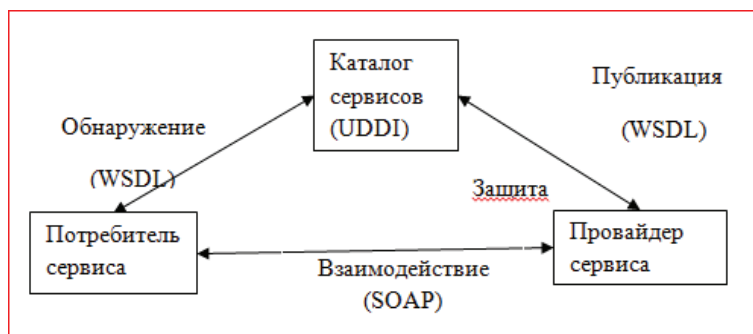 Каталог
сервисов
(UDDI)
Публикация
(WSDL)
Обнаружение
(WSDL)
Защита
Потребитель
сервиса
Взаимодействие
(SOAP)
Провайдер
сервиса